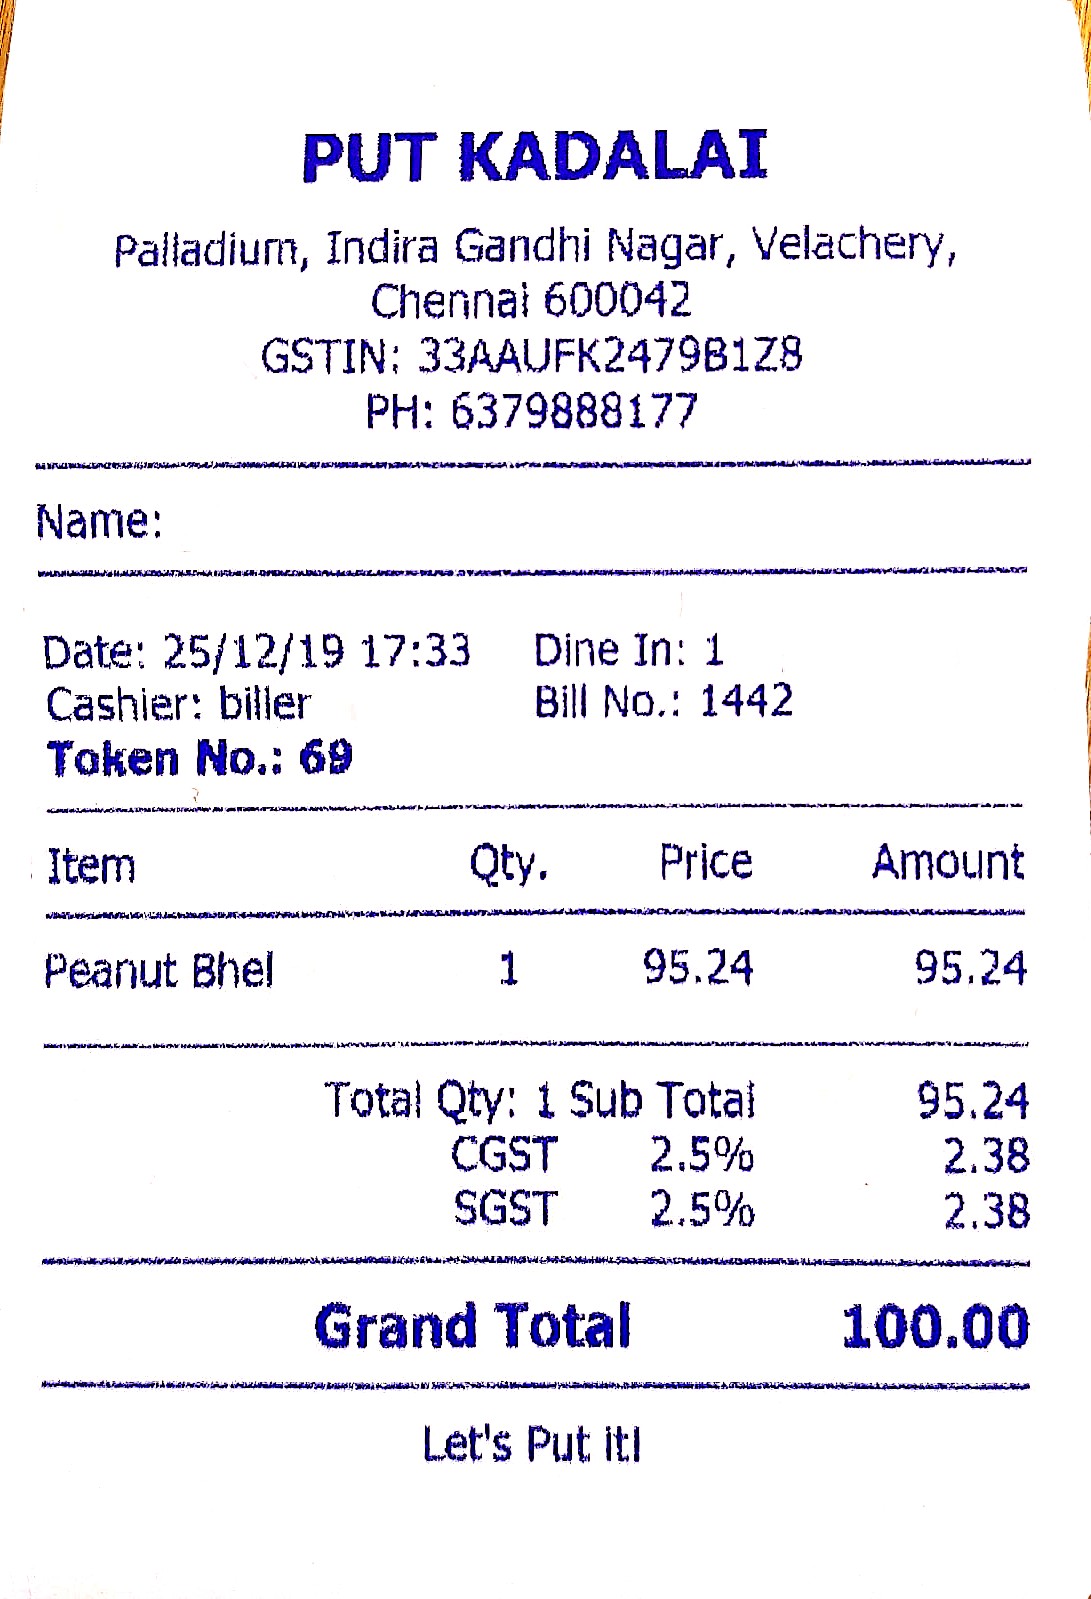 PUT KADALAI
Palladium, Indira Gandhi Nagar, Velachery,
Chennai 600042
GSTIN: 33AAUFK2479B1Z8
PH: 6379888177
Name:
Date: 25/12/19 17:33 Dine In: 1
Cashier: biller Bill No.: 1442
Token No.: 69
Item Qty. Price Amount
Peanut Bhel 1 95.24 95.24
Total Qty: 1 Sub Total 95.24
CGST 2.5% 2.38
SGST 2.5% 2.38
Grand Total 100.00
Let's Put it!